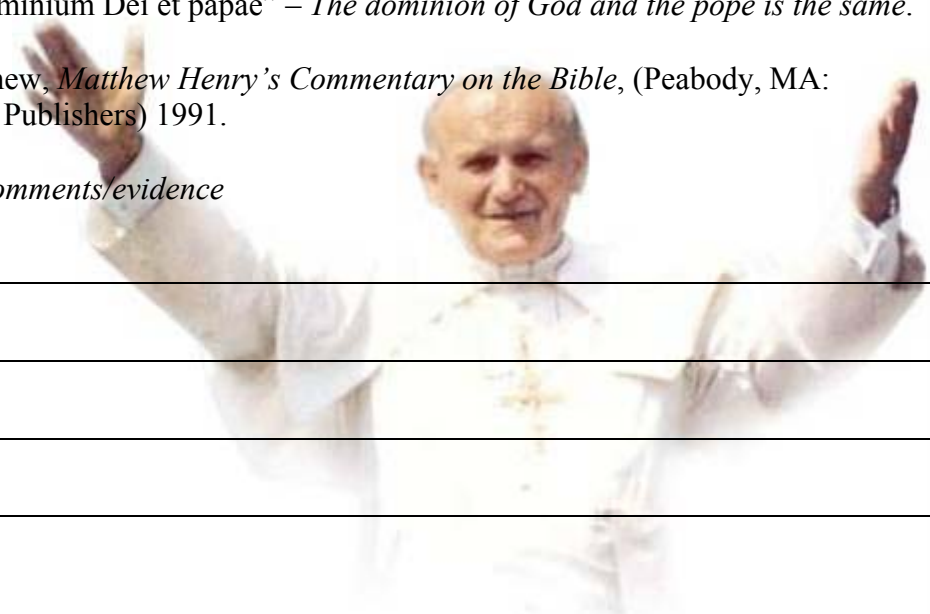 minium Dei et papae” – The dominion of God and the pope is the same.
new, Matthew Henry’s Commentary on the Bible, (Peabody, MA:
Publishers) 1991.
omments/evidence